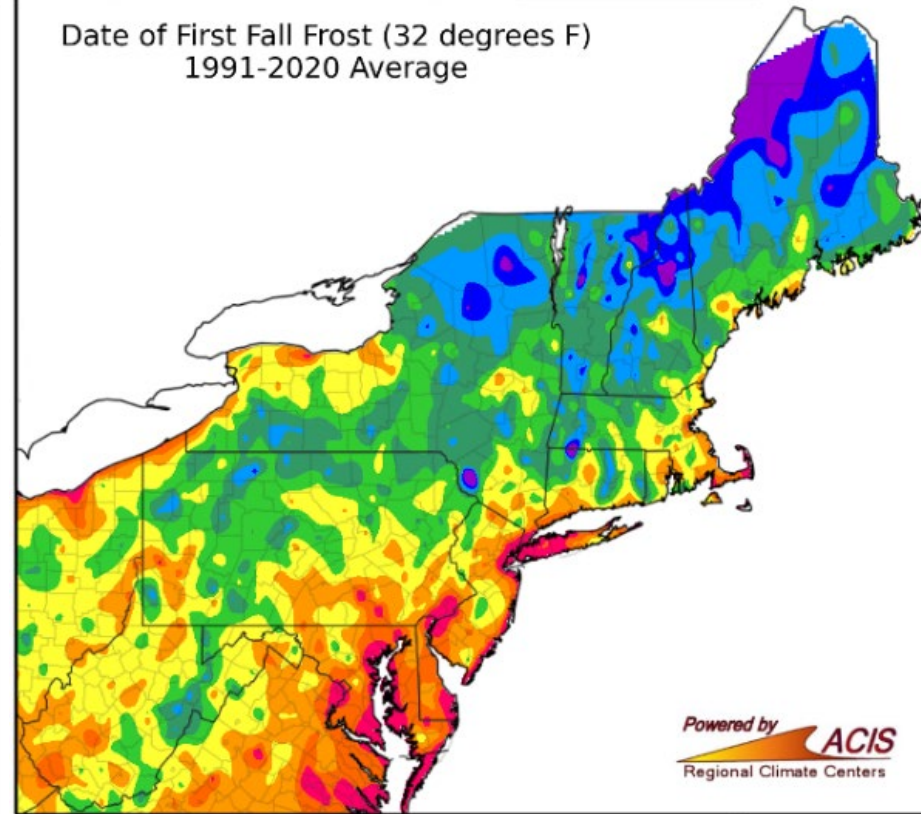 Date of First Fall Frost (32 degrees F)
1991-2020 Average
Powered by
ACIS
Regional Climate Centers